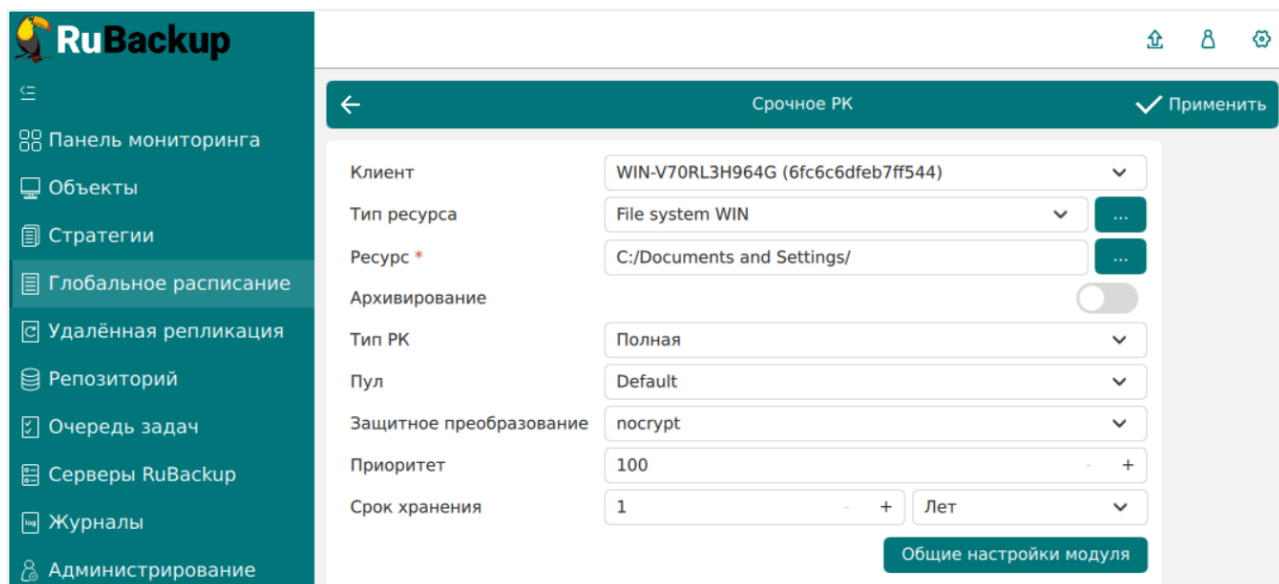 RuBackup
Срочное РК
Применить
Панель мониторинга
Объекты
Стратегии
Глобальное расписание
Удалённая репликация
Репозиторий
Очередь задач
Серверы RuBackup
Журналы
Администрирование
Клиент WIN-V70RL3H964G (6fc6c6dfeb7ff544)
Тип ресурса File system WIN ...
Ресурс * C:/Documents and Settings/ ...
Архивирование
Тип РК Полная
Пул Default
Защитное преобразование nocrypt
Приоритет 100 - +
Срок хранения 1 - + Лет
Общие настройки модуля